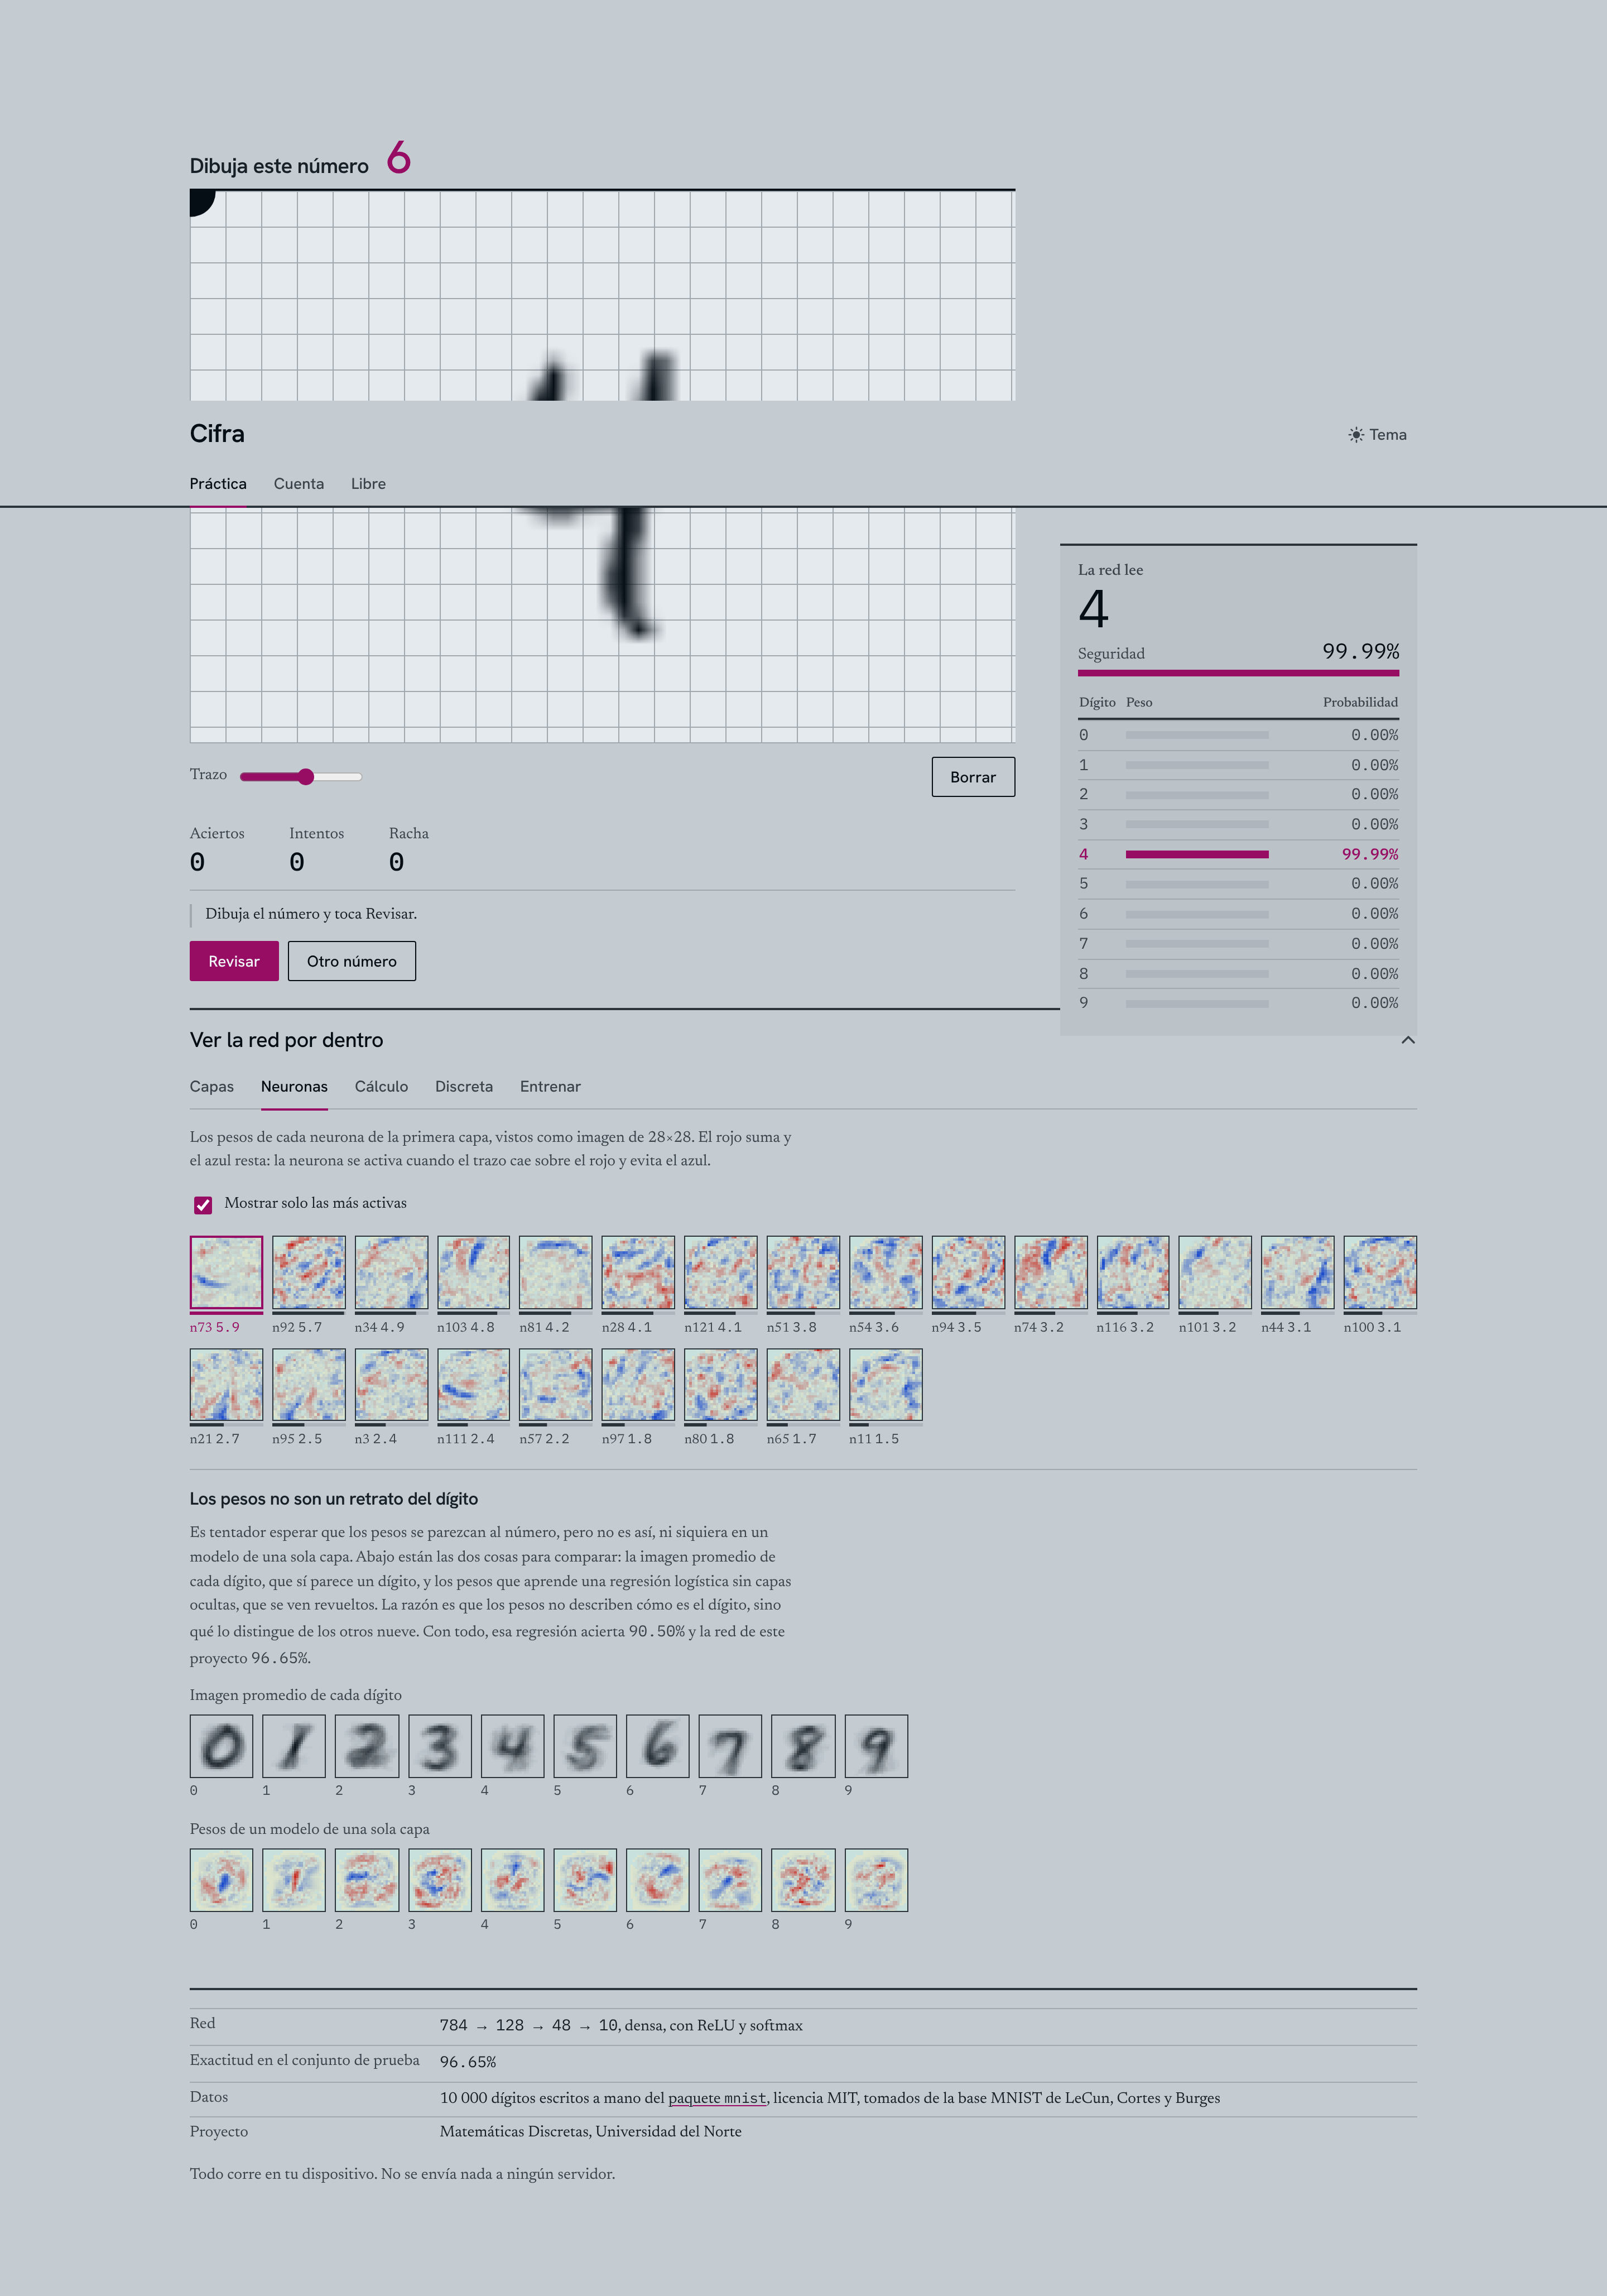 Dibuja este número 6
Cifra
Tema
Práctica Cuenta Libre
La red lee
4
Seguridad 99.99%
Dígito Peso Probabilidad
0 0.00%
1 0.00%
2 0.00%
3 0.00%
4 99.99%
5 0.00%
6 0.00%
7 0.00%
8 0.00%
9 0.00%
Trazo
Borrar
Aciertos Intentos Racha
0 0 0
Dibuja el número y toca Revisar.
Revisar Otro número
Ver la red por dentro
Capas Neuronas Cálculo Discreta Entrenar
Los pesos de cada neurona de la primera capa, vistos como imagen de 28×28. El rojo suma y
el azul resta: la neurona se activa cuando el trazo cae sobre el rojo y evita el azul.
Mostrar solo las más activas
n73 5.9 n92 5.7 n34 4.9 n103 4.8 n81 4.2 n28 4.1 n121 4.1 n51 3.8 n54 3.6 n94 3.5 n74 3.2 n116 3.2 n101 3.2 n44 3.1 n100 3.1
n21 2.7 n95 2.5 n3 2.4 n111 2.4 n57 2.2 n97 1.8 n80 1.8 n65 1.7 n11 1.5
Los pesos no son un retrato del dígito
Es tentador esperar que los pesos se parezcan al número, pero no es así, ni siquiera en un
modelo de una sola capa. Abajo están las dos cosas para comparar: la imagen promedio de
cada dígito, que sí parece un dígito, y los pesos que aprende una regresión logística sin capas
ocultas, que se ven revueltos. La razón es que los pesos no describen cómo es el dígito, sino
qué lo distingue de los otros nueve. Con todo, esa regresión acierta 90.50% y la red de este
proyecto 96.65%.
Imagen promedio de cada dígito
0 1 2 3 4 5 6 7 8 9
0 1 2 3 4 5 6 7 8 9
Pesos de un modelo de una sola capa
0 1 2 3 4 5 6 7 8 9
Red 784 → 128 → 48 → 10, densa, con ReLU y softmax
Exactitud en el conjunto de prueba 96.65%
Datos 10 000 dígitos escritos a mano del paquete mnist, licencia MIT, tomados de la base MNIST de LeCun, Cortes y Burges
Proyecto Matemáticas Discretas, Universidad del Norte
Todo corre en tu dispositivo. No se envía nada a ningún servidor.